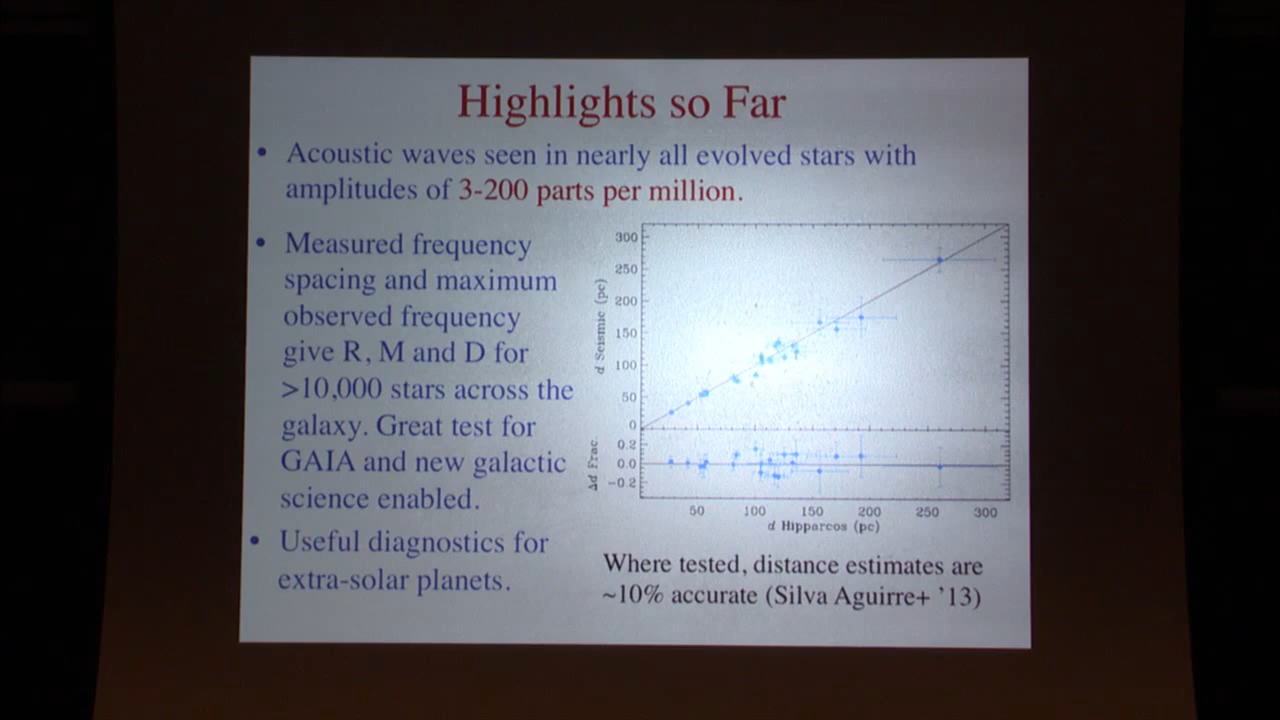 Highlights so Far
• Acoustic waves seen in nearly all evolved stars with
amplitudes of 3-200 parts per million.
• Measured frequency
spacing and maximum
observed frequency
give R, M and D for
>10,000 stars across the
galaxy. Great test for
GAIA and new galactic
science enabled.
• Useful diagnostics for
extra-solar planets.
d Seismic (pc)
300
250
200
150
100
50
0
Δd Frac.
0.2
0.0
−0.2
50 100 150 200 250 300
d Hipparcos (pc)
Where tested, distance estimates are
~10% accurate (Silva Aguirre+ ’13)